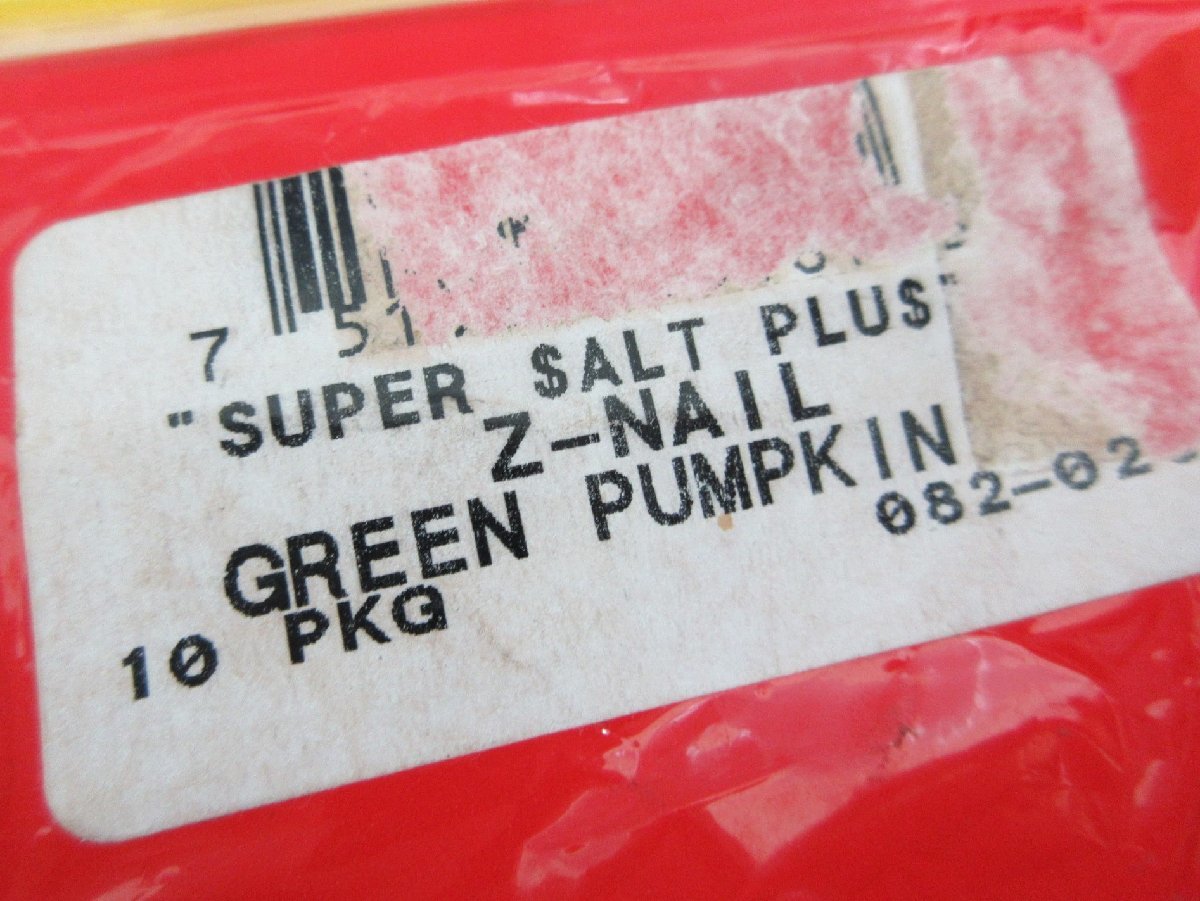 "SUPER SALT PLUS"
Z-NAIL
GREEN PUMPKIN
10 PKG